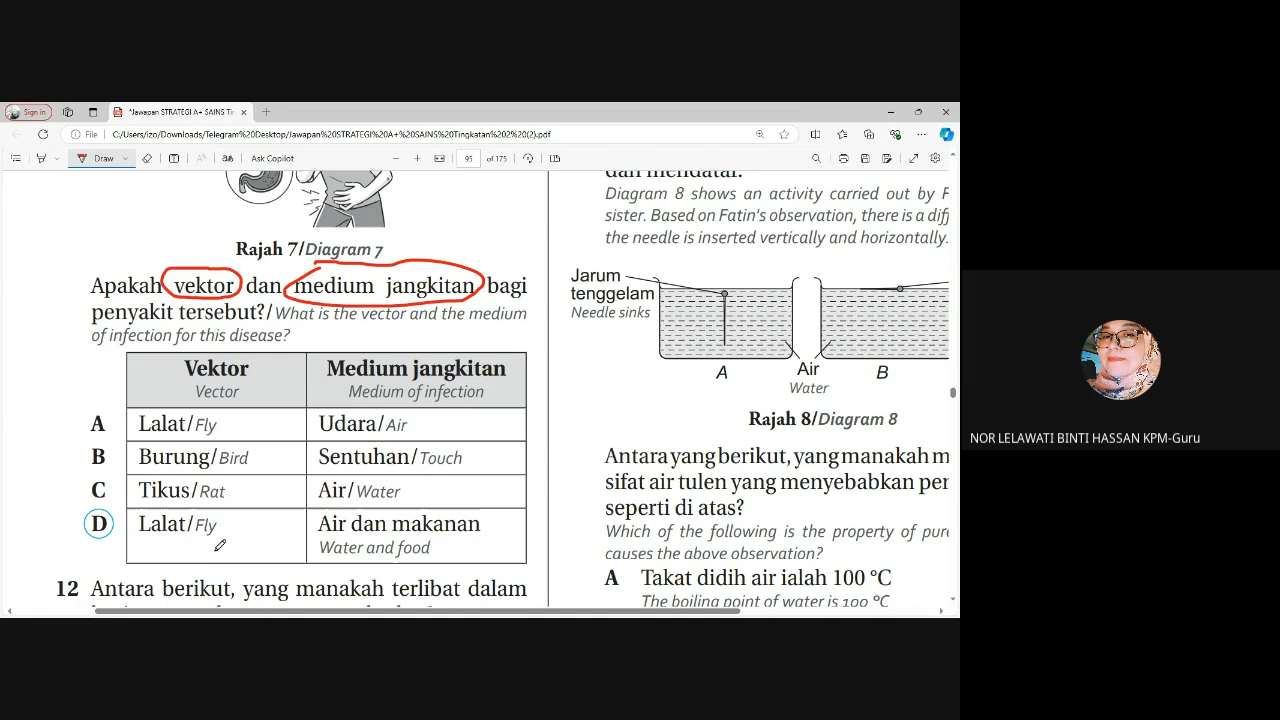 Sign in
*Jawapan STRATEGI A+ SAINS Tin
File
C:/Users/izo/Downloads/Telegram%20Desktop/Jawapan%20STRATEGI%20A+%20SAINS%20Tingkatan%202%20(2).pdf
Draw
Ask Copilot
95 of 175
Rajah 7/Diagram 7
Apakah vektor dan medium jangkitan bagi
penyakit tersebut?/What is the vector and the medium
of infection for this disease?
Vektor Medium jangkitan
Vector Medium of infection
A Lalat/Fly Udara/Air
B Burung/Bird Sentuhan/Touch
C Tikus/Rat Air/Water
D Lalat/Fly Air dan makanan
Water and food
12 Antara berikut, yang manakah terlibat dalam
dan mendatar.
Diagram 8 shows an activity carried out by F
sister. Based on Fatin's observation, there is a diff
the needle is inserted vertically and horizontally.
Jarum
tenggelam
Needle sinks
A Air B
Water
Rajah 8/Diagram 8
Antara yang berikut, yang manakah m
sifat air tulen yang menyebabkan per
seperti di atas?
Which of the following is the property of pure
causes the above observation?
A Takat didih air ialah 100 °C
The boiling point of water is 100 °C
NOR LELAWATI BINTI HASSAN KPM-Guru